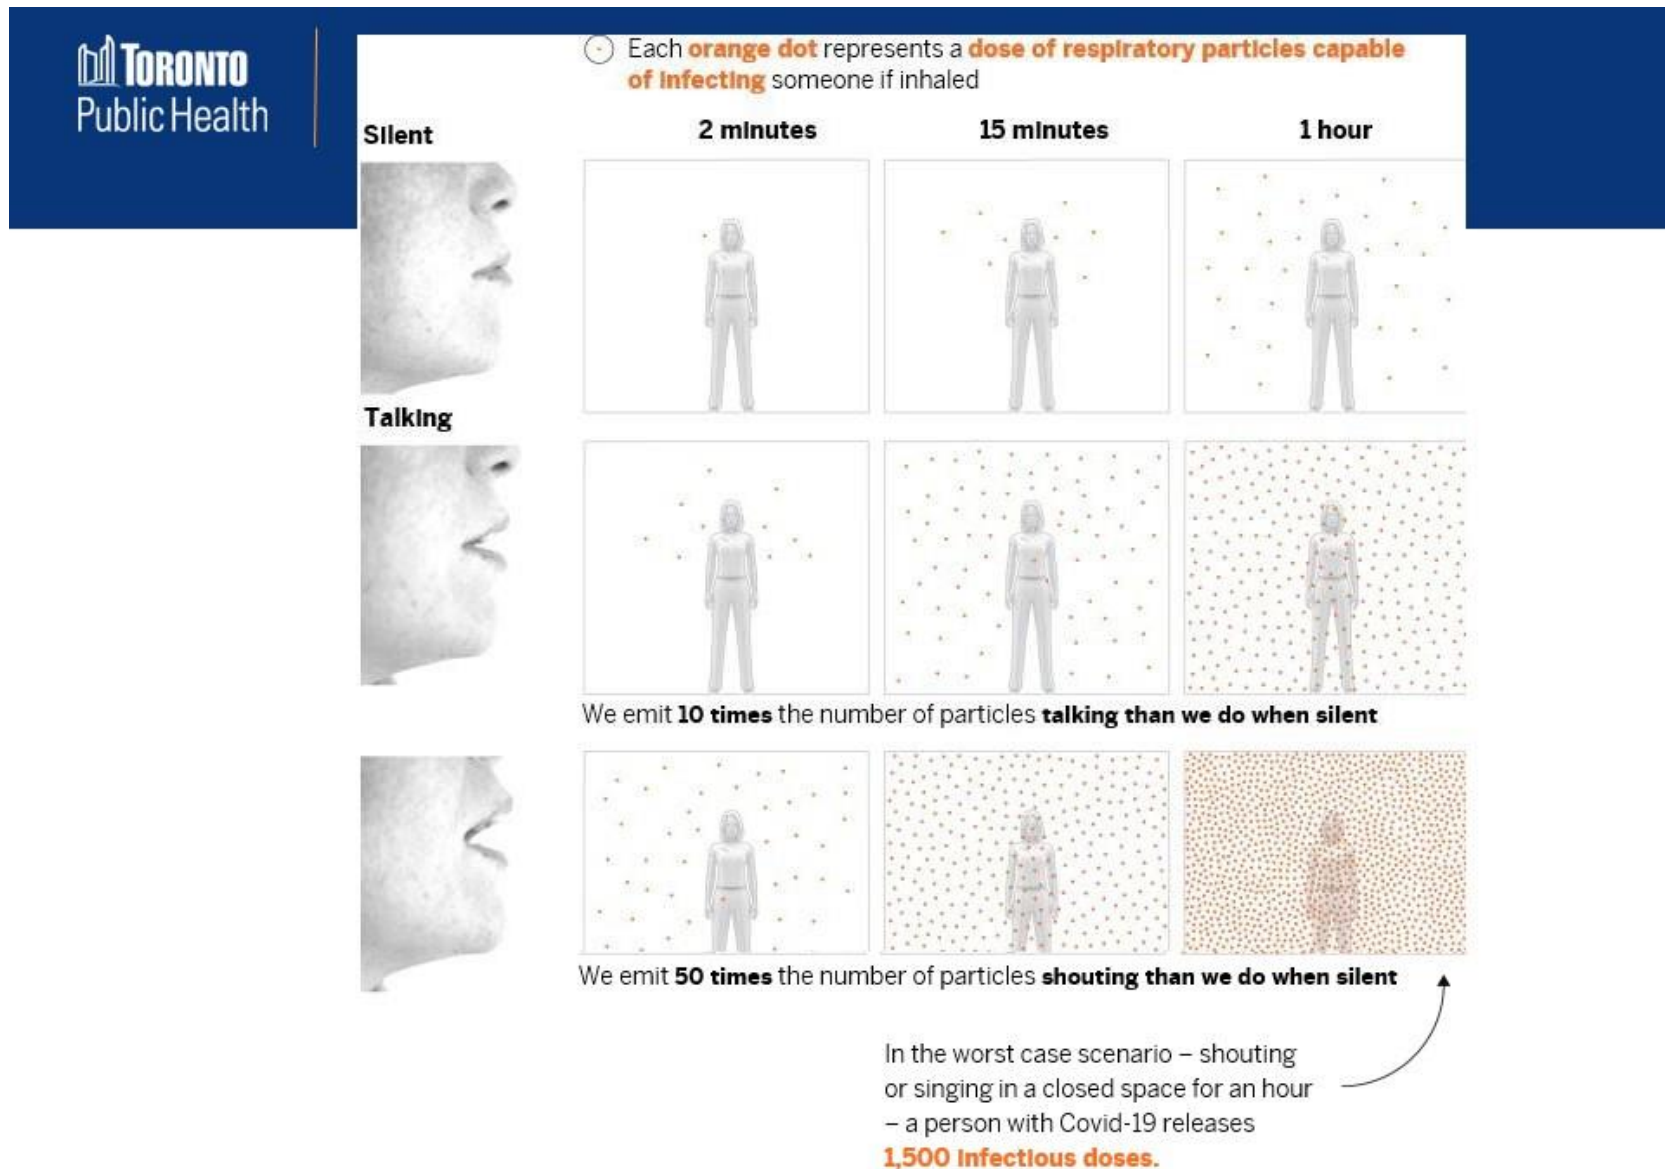 TORONTO
Public Health
Each orange dot represents a dose of respiratory particles capable
of infecting someone if inhaled
Silent
2 minutes
15 minutes
1 hour
Talking
We emit 10 times the number of particles talking than we do when silent
We emit 50 times the number of particles shouting than we do when silent
In the worst case scenario – shouting
or singing in a closed space for an hour
– a person with Covid-19 releases
1,500 infectious doses.